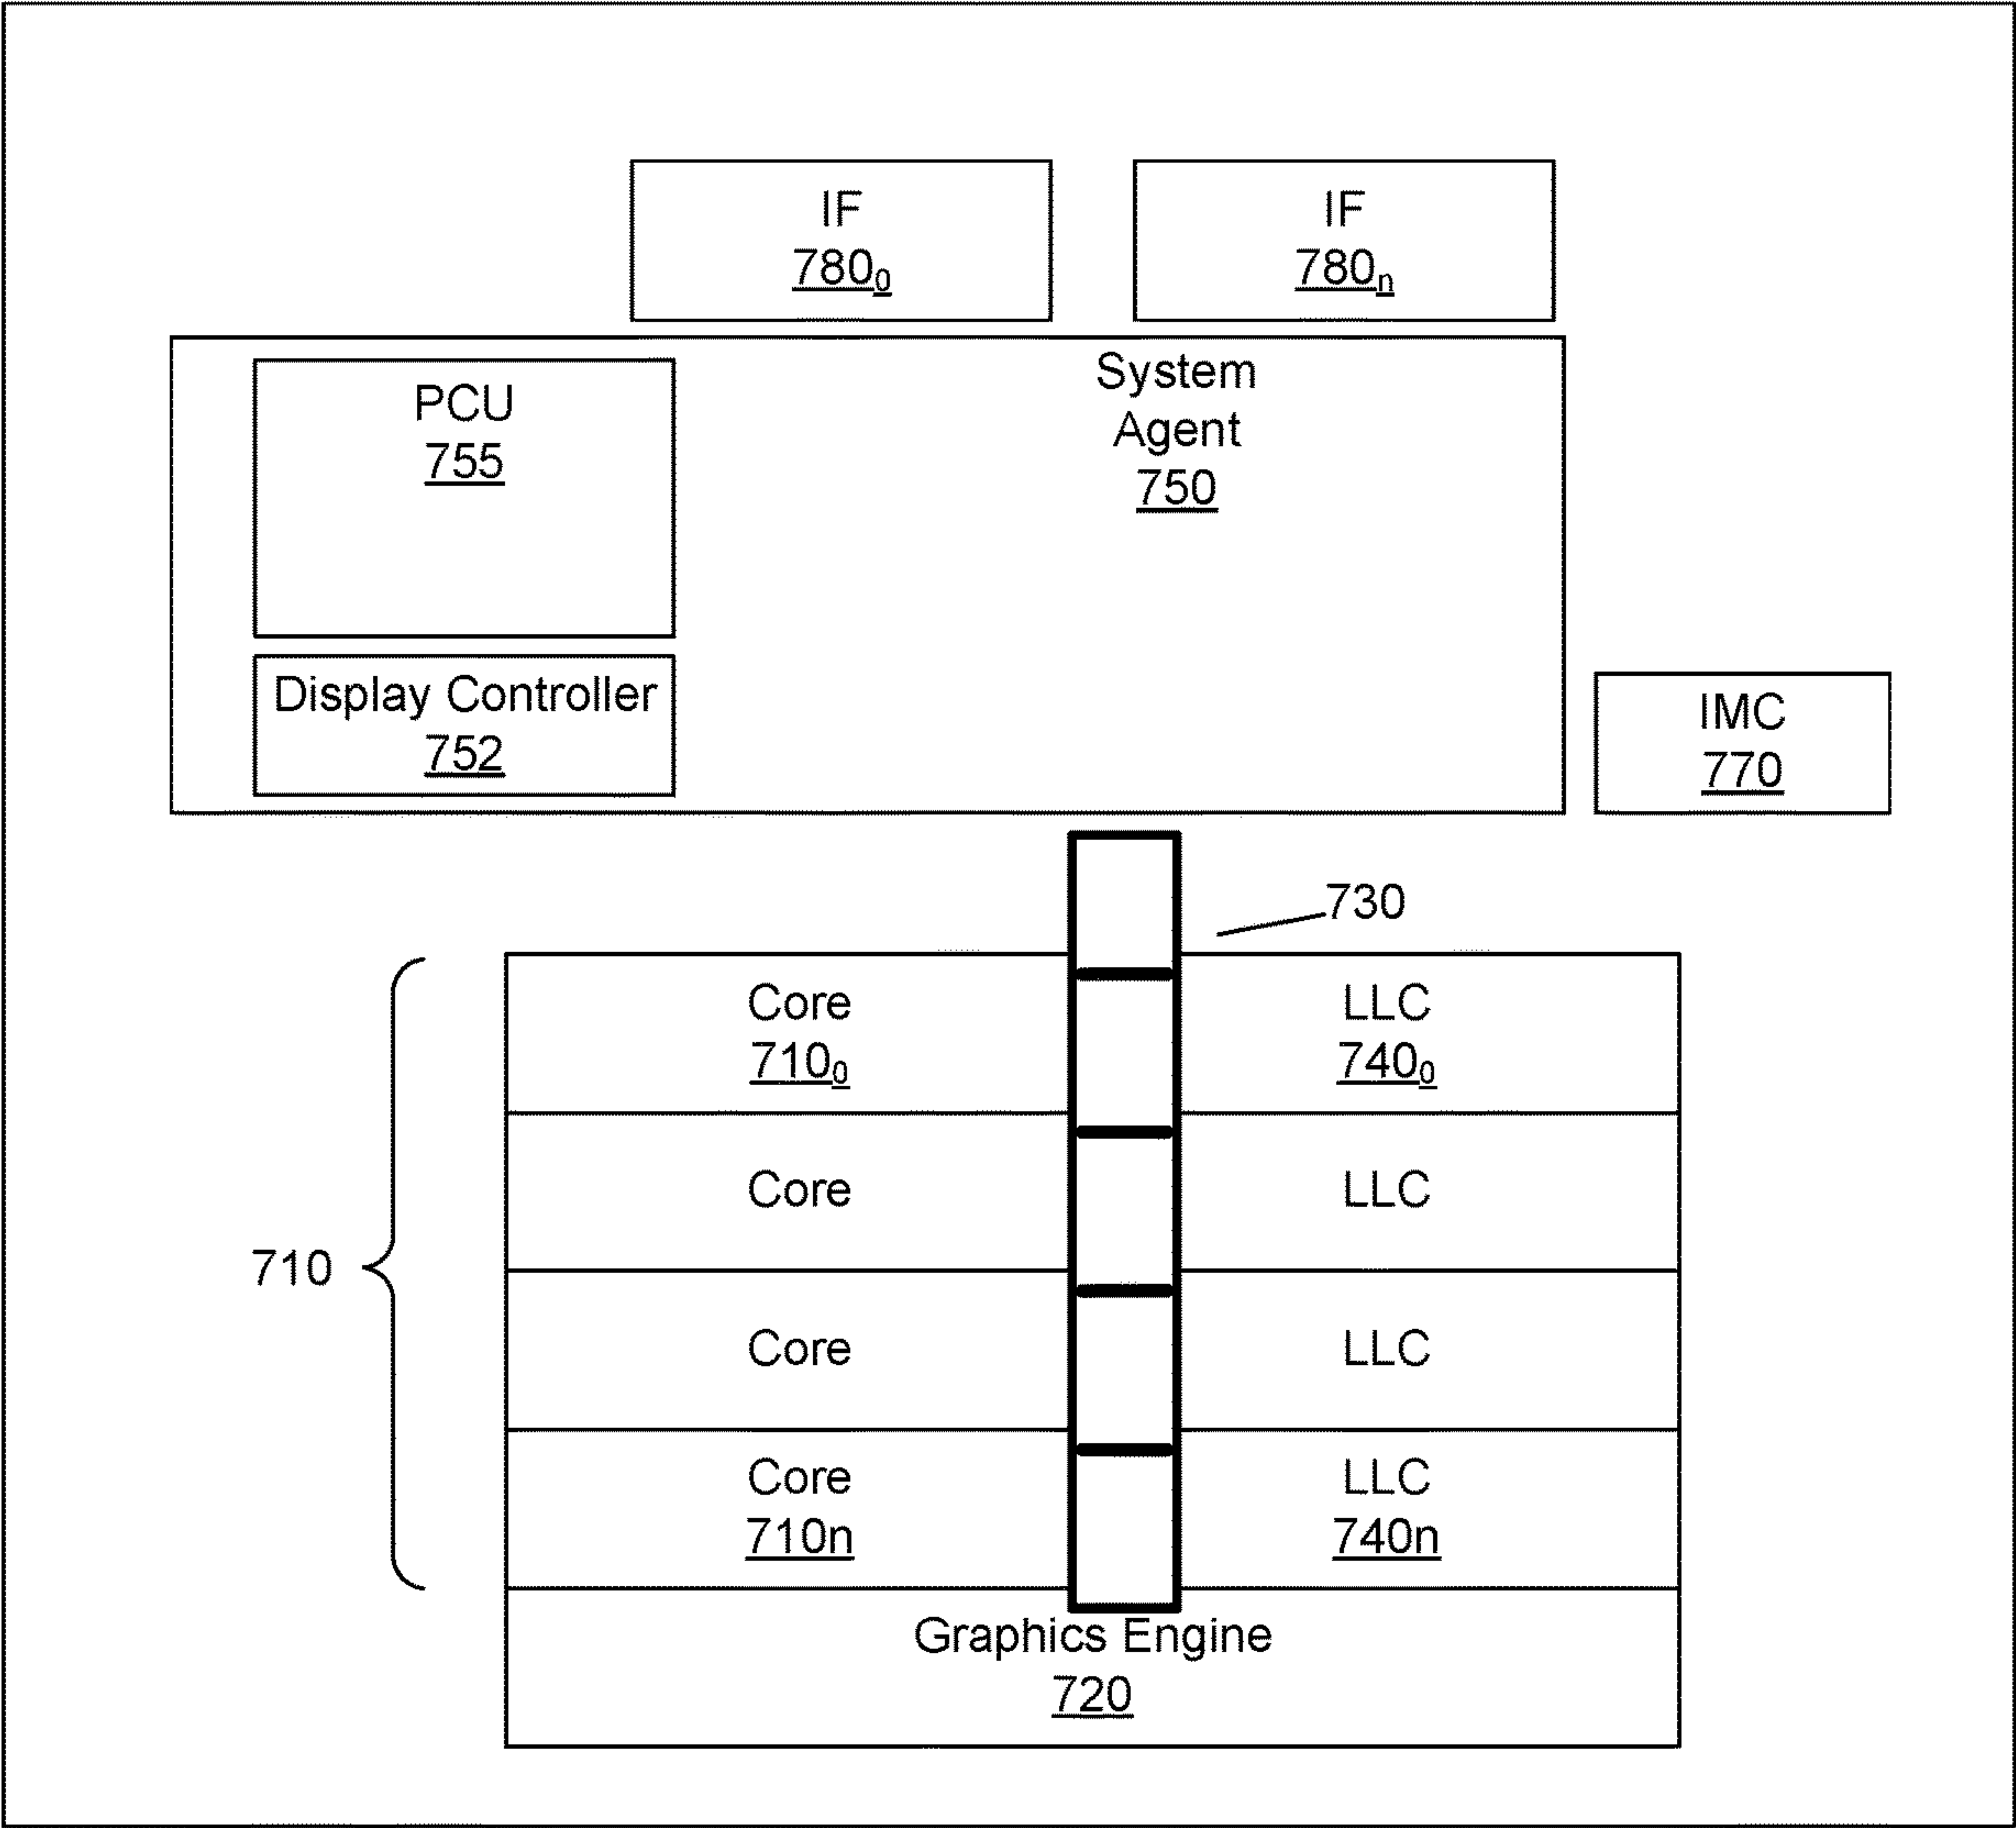 IF
780₀
IF
780ₙ
PCU
755
System
Agent
750
Display Controller
752
IMC
770
730
710
Core
710₀
LLC
740₀
Core
LLC
Core
LLC
Core
710n
LLC
740n
Graphics Engine
720